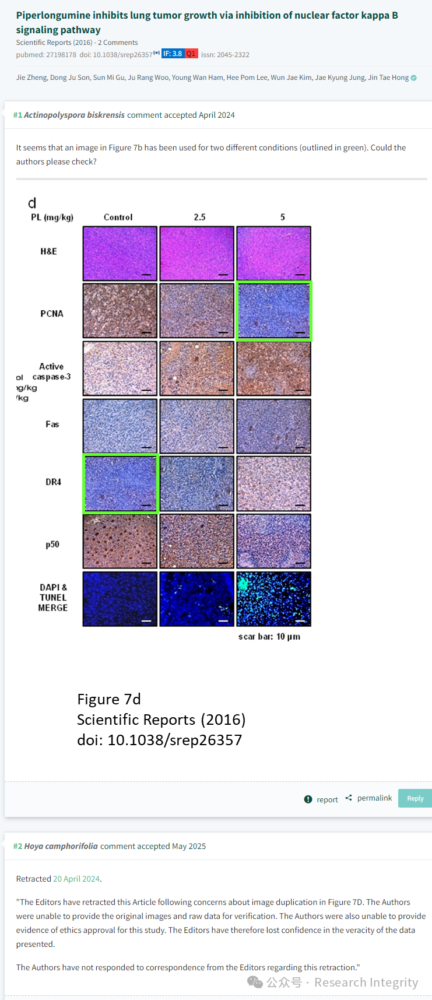 Piperlongumine inhibits lung tumor growth via inhibition of nuclear factor kappa B
signaling pathway
Scientific Reports (2016) - 2 Comments
pubmed: 27198178 doi: 10.1038/srep26357 IF: 3.8 Q1 issn: 2045-2322
Jie Zheng, Dong Ju Son, Sun Mi Gu, Ju Rang Woo, Young Wan Ham, Hee Pom Lee, Wun Jae Kim, Jae Kyung Jung, Jin Tae Hong
#1 Actinopolyspora biskrensis comment accepted April 2024
It seems that an image in Figure 7b has been used for two different conditions (outlined in green). Could the
authors please check?
d
PL (mg/kg) Control 2.5 5
H&E
PCNA
Active
caspase-3
ol
ng/kg
/kg
Fas
DR4
p50
DAPI &
TUNEL
MERGE
scar bar: 10 μm
Figure 7d
Scientific Reports (2016)
doi: 10.1038/srep26357
report permalink Reply
#2 Hoya camphorifolia comment accepted May 2025
Retracted 20 April 2024.
"The Editors have retracted this Article following concerns about image duplication in Figure 7D. The Authors
were unable to provide the original images and raw data for verification. The Authors were also unable to provide
evidence of ethics approval for this study. The Editors have therefore lost confidence in the veracity of the data
presented.
The Authors have not responded to correspondence from the Editors regarding this retraction."
公众号 · Research Integrity